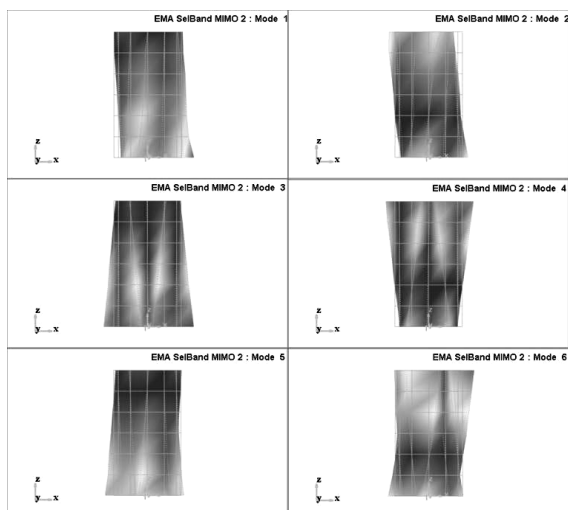 EMA SelBand MIMO 2 : Mode 1
z
y x
EMA SelBand MIMO 2 : Mode 2
z
y x
EMA SelBand MIMO 2 : Mode 3
z
y x
EMA SelBand MIMO 2 : Mode 4
z
y x
EMA SelBand MIMO 2 : Mode 5
z
y x
EMA SelBand MIMO 2 : Mode 6
z
y x